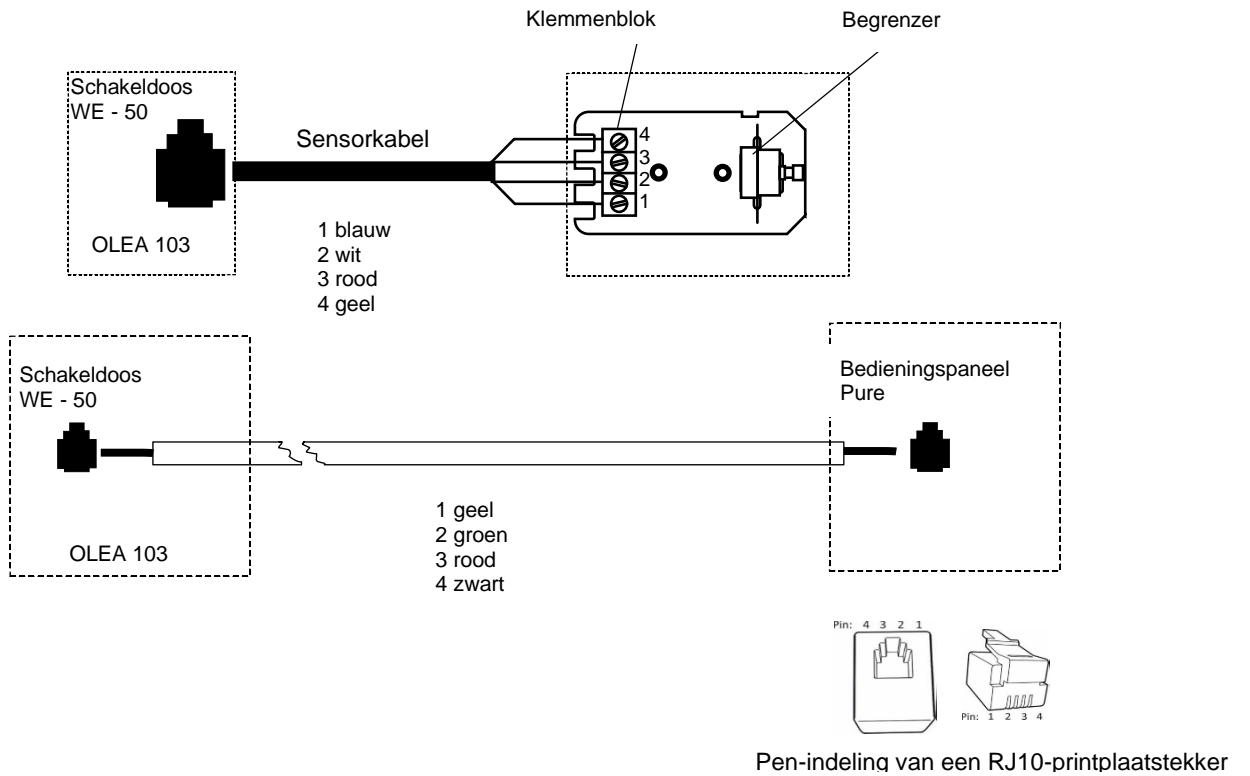 Klemmenblok
Begrenzer
Schakeldoos
WE - 50
Sensorkabel
4
3
2
1
OLEA 103
1 blauw
2 wit
3 rood
4 geel
Schakeldoos
WE - 50
Bedieningspaneel
Pure
OLEA 103
1 geel
2 groen
3 rood
4 zwart
Pin: 4 3 2 1
Pin: 1 2 3 4
Pen-indeling van een RJ10-printplaatstekker